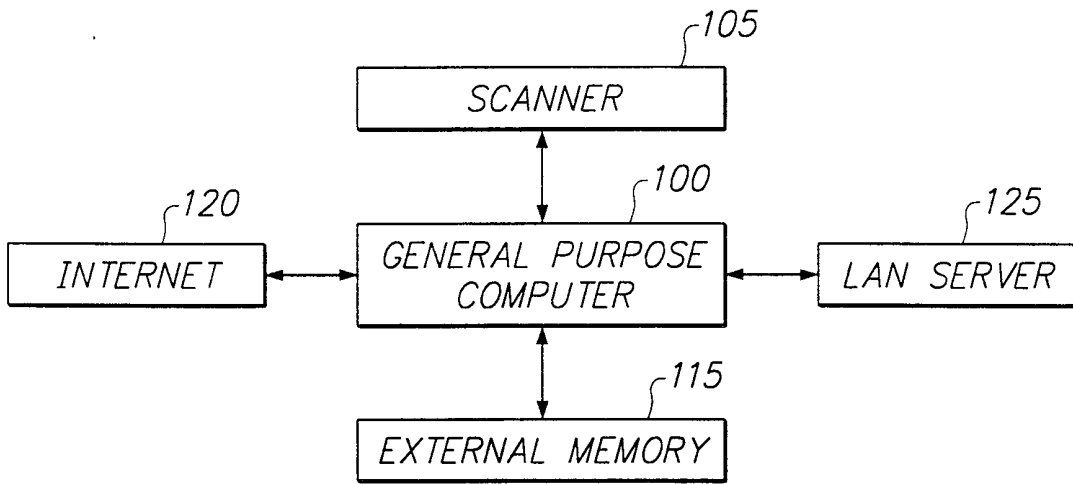 105
SCANNER
100
120
125
GENERAL PURPOSE
COMPUTER
INTERNET
LAN SERVER
115
EXTERNAL MEMORY